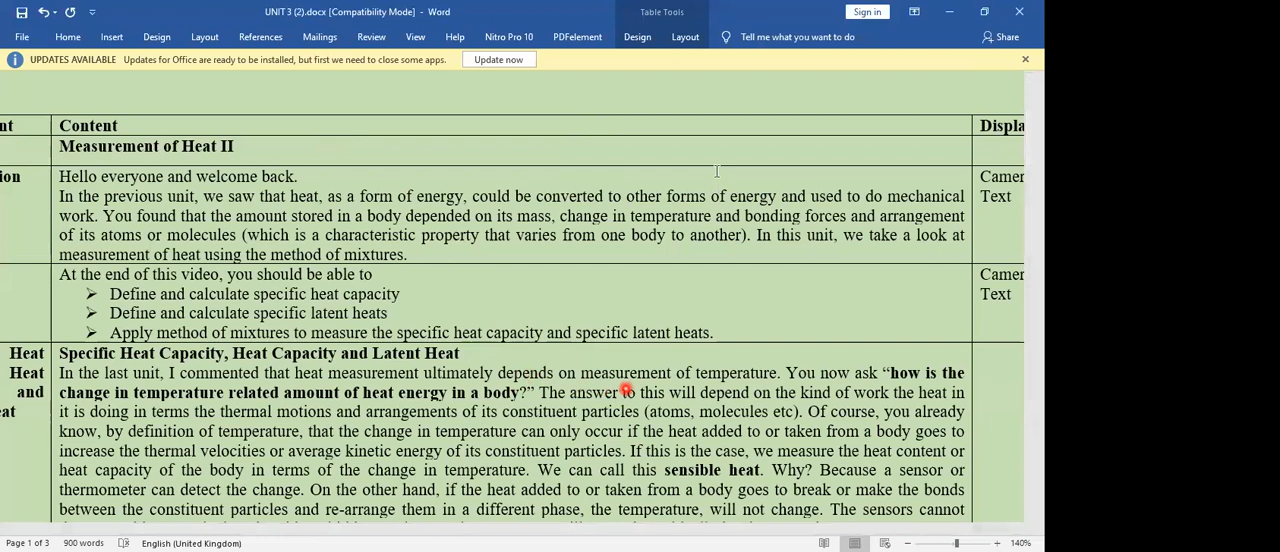 UNIT 3 (2).docx [Compatibility Mode] - Word
Table Tools
Sign in
File Home Insert Design Layout References Mailings Review View Help Nitro Pro 10 PDFelement Design Layout Tell me what you want to do Share
UPDATES AVAILABLE Updates for Office are ready to be installed, but first we need to close some apps. Update now
nt Content Displa
Measurement of Heat II
ion Hello everyone and welcome back. Camer
In the previous unit, we saw that heat, as a form of energy, could be converted to other forms of energy and used to do mechanical Text
work. You found that the amount stored in a body depended on its mass, change in temperature and bonding forces and arrangement
of its atoms or molecules (which is a characteristic property that varies from one body to another). In this unit, we take a look at
measurement of heat using the method of mixtures.
At the end of this video, you should be able to Camer
➢ Define and calculate specific heat capacity Text
➢ Define and calculate specific latent heats
➢ Apply method of mixtures to measure the specific heat capacity and specific latent heats.
Heat Specific Heat Capacity, Heat Capacity and Latent Heat
Heat In the last unit, I commented that heat measurement ultimately depends on measurement of temperature. You now ask “how is the
and change in temperature related amount of heat energy in a body?” The answer to this will depend on the kind of work the heat in
at it is doing in terms the thermal motions and arrangements of its constituent particles (atoms, molecules etc). Of course, you already
know, by definition of temperature, that the change in temperature can only occur if the heat added to or taken from a body goes to
increase the thermal velocities or average kinetic energy of its constituent particles. If this is the case, we measure the heat content or
heat capacity of the body in terms of the change in temperature. We can call this sensible heat. Why? Because a sensor or
thermometer can detect the change. On the other hand, if the heat added to or taken from a body goes to break or make the bonds
between the constituent particles and re-arrange them in a different phase, the temperature, will not change. The sensors cannot
Page 1 of 3 900 words English (United Kingdom) 140%